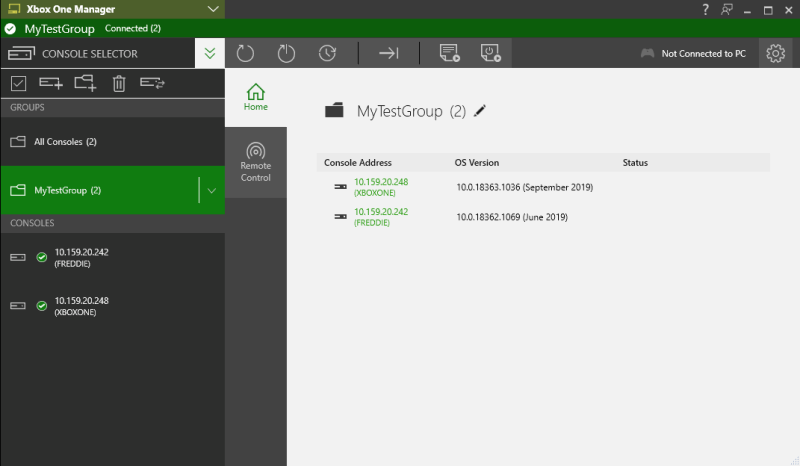 Xbox One Manager
?
MyTestGroup Connected (2)
CONSOLE SELECTOR
Not Connected to PC
GROUPS
All Consoles (2)
MyTestGroup (2)
CONSOLES
10.159.20.242
(FREDDIE)
10.159.20.248
(XBOXONE)
Home
Remote
Control
MyTestGroup (2)
Console Address OS Version Status
10.159.20.248
(XBOXONE)
10.0.18363.1036 (September 2019)
10.159.20.242
(FREDDIE)
10.0.18362.1069 (June 2019)